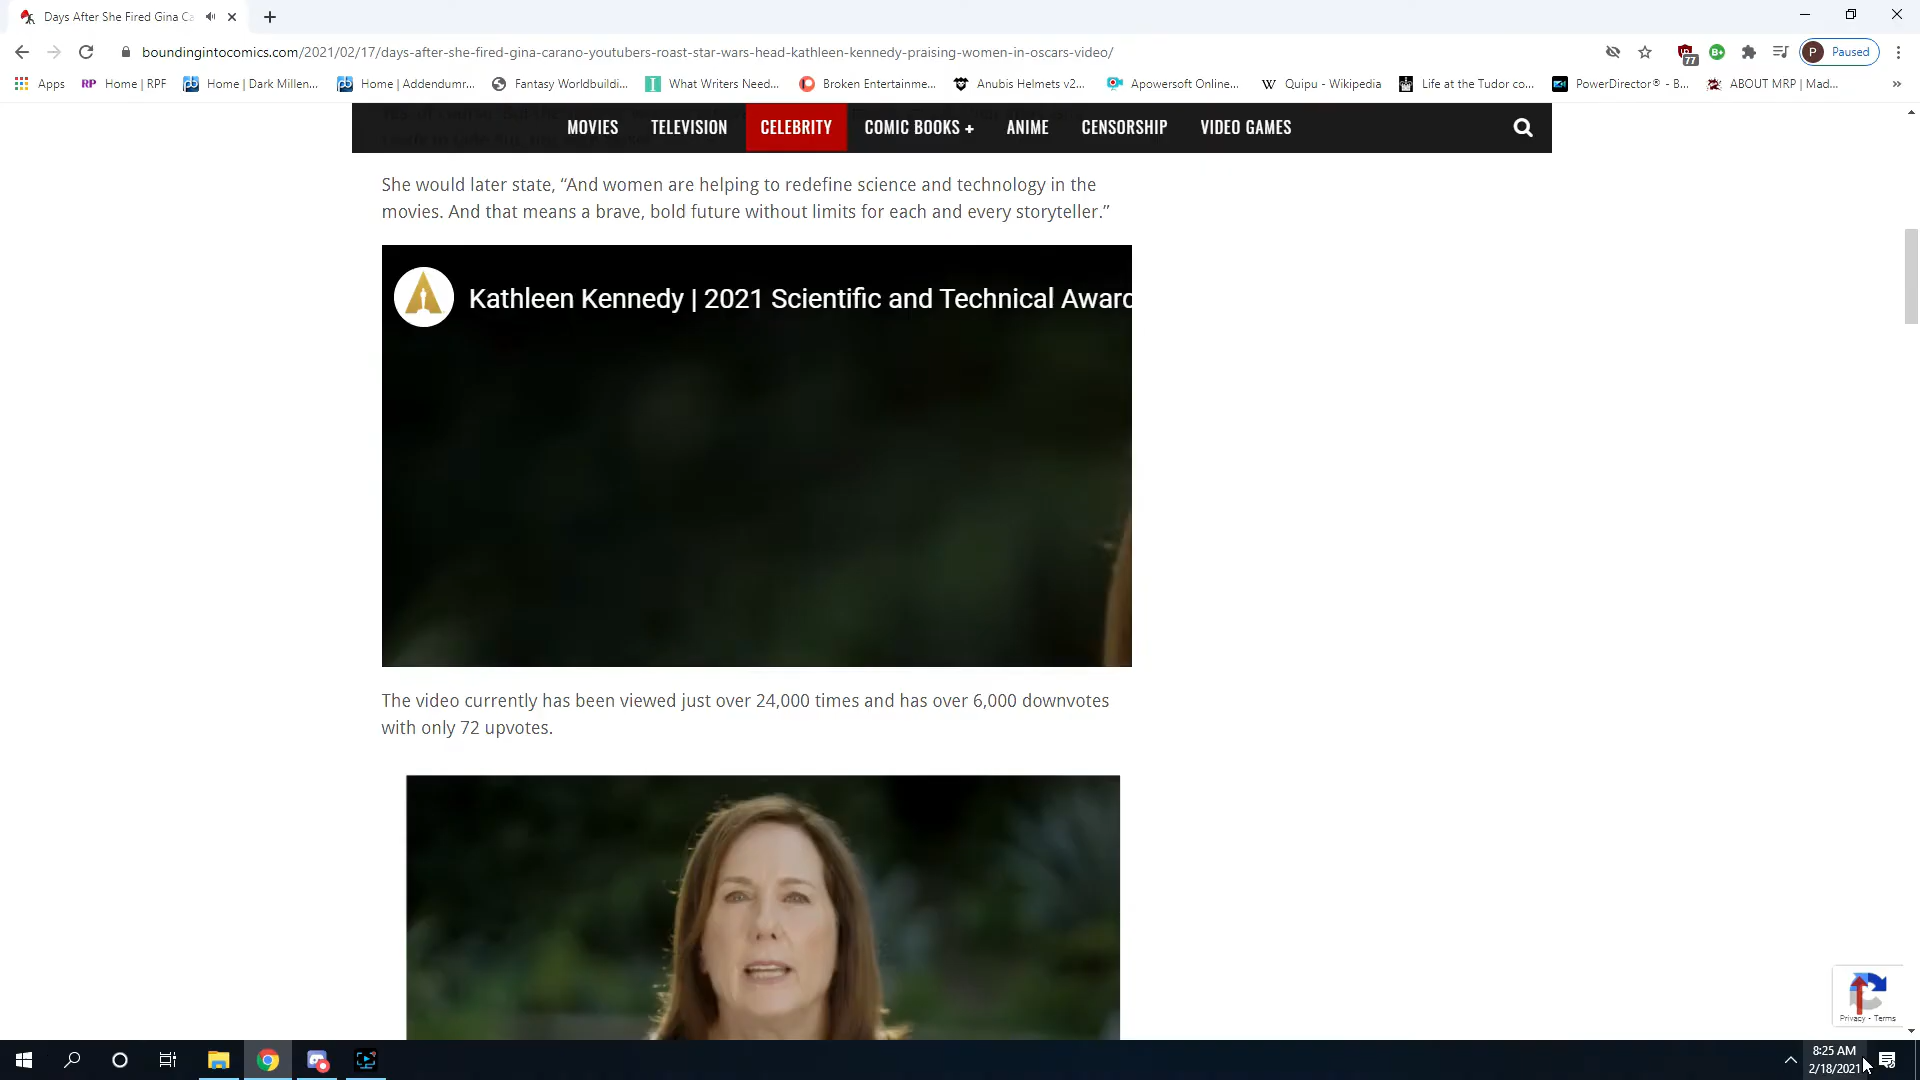 Days After She Fired Gina Ca
boundingintocomics.com/2021/02/17/days-after-she-fired-gina-carano-youtubers-roast-star-wars-head-kathleen-kennedy-praising-women-in-oscars-video/
77
P Paused
Apps
RP Home | RPF
Home | Dark Millen...
Home | Addendumr...
Fantasy Worldbuildi...
What Writers Need...
Broken Entertainme...
Anubis Helmets v2...
Apowersoft Online...
W Quipu - Wikipedia
Life at the Tudor co...
PowerDirector® - B...
ABOUT MRP | Mad...
»
MOVIES
TELEVISION
CELEBRITY
COMIC BOOKS +
ANIME
CENSORSHIP
VIDEO GAMES
She would later state, “And women are helping to redefine science and technology in the
movies. And that means a brave, bold future without limits for each and every storyteller.”
Kathleen Kennedy | 2021 Scientific and Technical Award
The video currently has been viewed just over 24,000 times and has over 6,000 downvotes
with only 72 upvotes.
Privacy - Terms
8:25 AM
2/18/2021